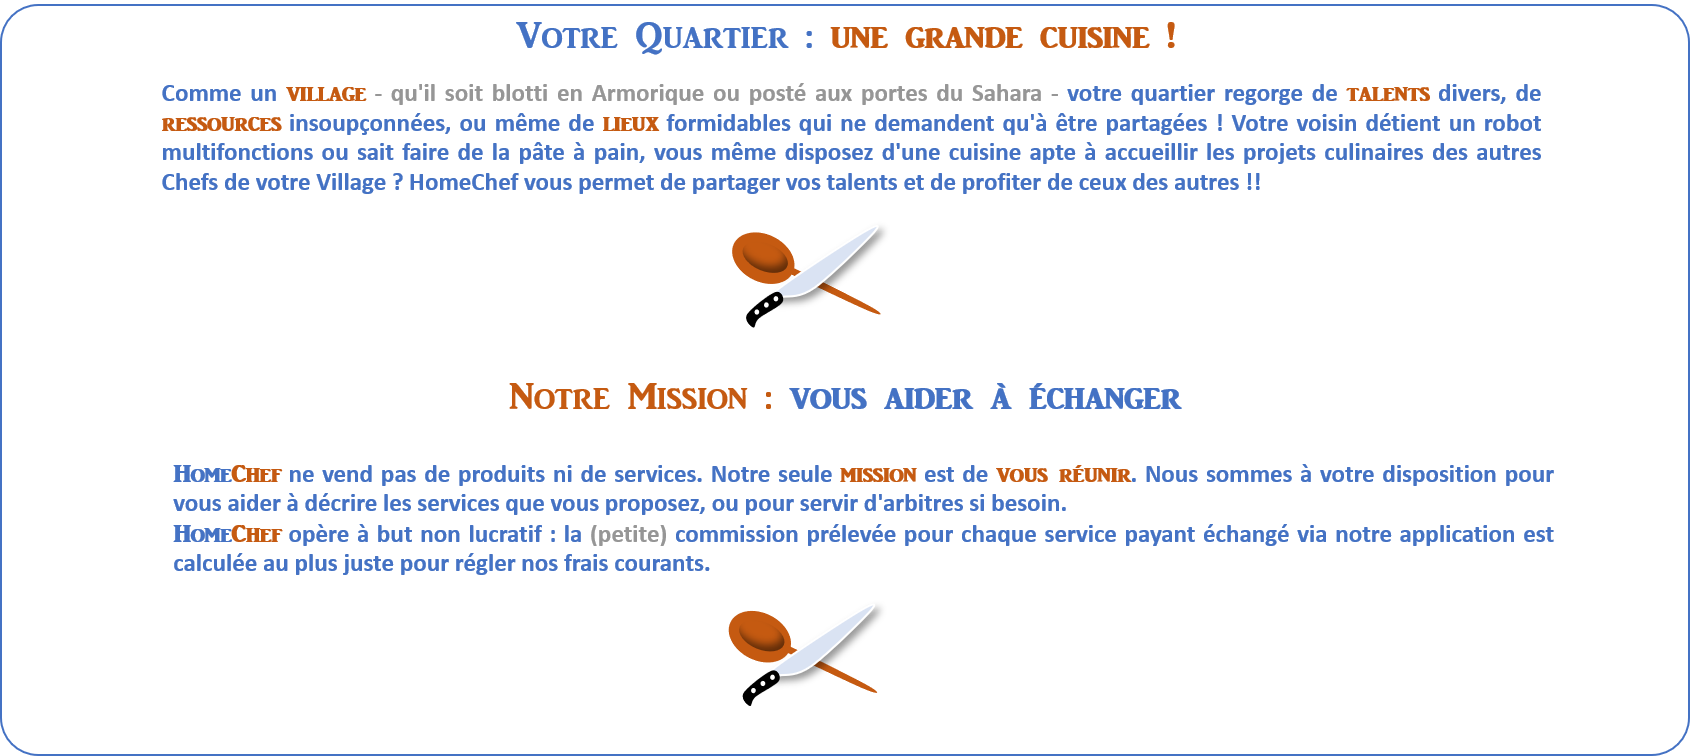 Votre Quartier : une grande cuisine !
Comme un village - qu'il soit blotti en Armorique ou posté aux portes du Sahara - votre quartier regorge de talents divers, de
ressources insoupçonnées, ou même de lieux formidables qui ne demandent qu'à être partagées ! Votre voisin détient un robot
multifonctions ou sait faire de la pâte à pain, vous même disposez d'une cuisine apte à accueillir les projets culinaires des autres
Chefs de votre Village ? HomeChef vous permet de partager vos talents et de profiter de ceux des autres !!
Notre Mission : vous aider à échanger
HomeChef ne vend pas de produits ni de services. Notre seule mission est de vous réunir. Nous sommes à votre disposition pour
vous aider à décrire les services que vous proposez, ou pour servir d'arbitres si besoin.
HomeChef opère à but non lucratif : la (petite) commission prélevée pour chaque service payant échangé via notre application est
calculée au plus juste pour régler nos frais courants.